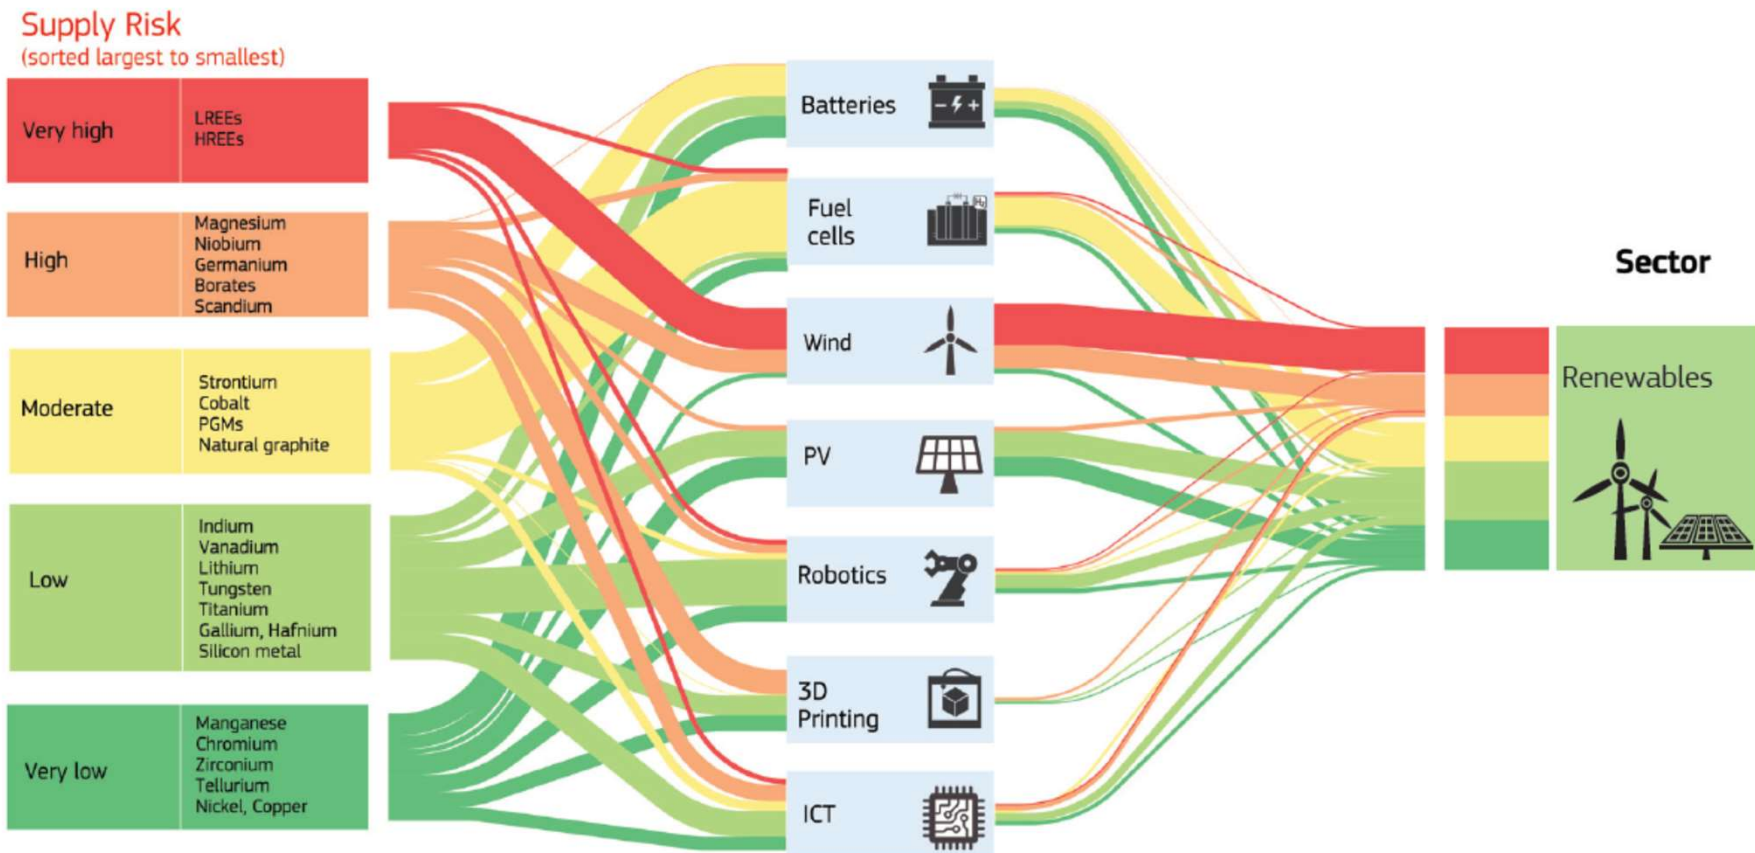 Supply Risk
(sorted largest to smallest)
Very high
LREEs
HREEs
High
Magnesium
Niobium
Germanium
Borates
Scandium
Moderate
Strontium
Cobalt
PGMs
Natural graphite
Low
Indium
Vanadium
Lithium
Tungsten
Titanium
Gallium, Hafnium
Silicon metal
Very low
Manganese
Chromium
Zirconium
Tellurium
Nickel, Copper
Batteries
Fuel
cells
H₂
Wind
PV
Robotics
3D
Printing
ICT
Sector
Renewables